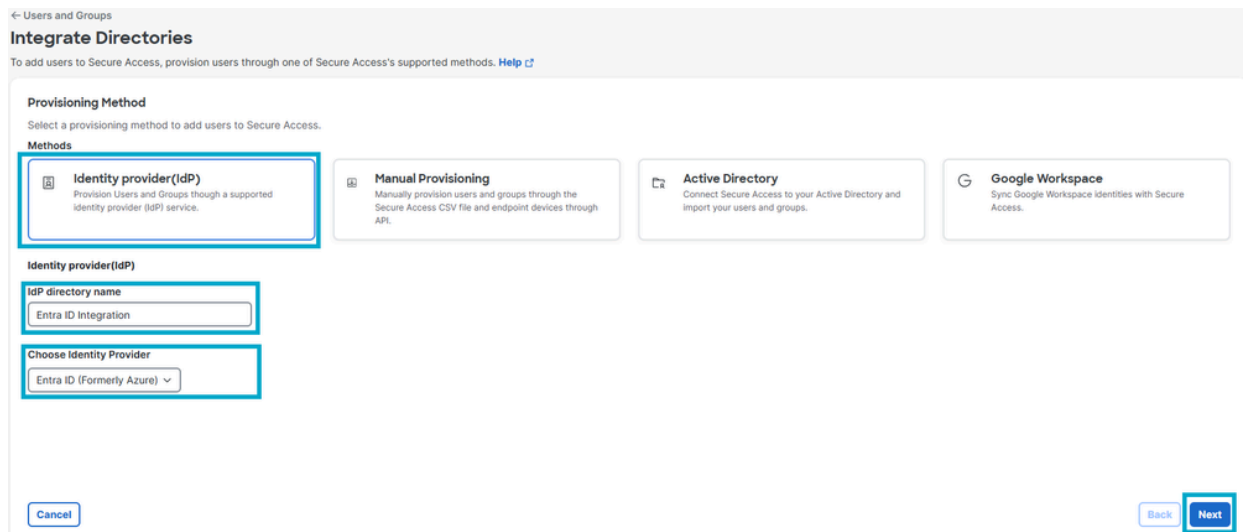 ← Users and Groups
Integrate Directories
To add users to Secure Access, provision users through one of Secure Access's supported methods. Help
Provisioning Method
Select a provisioning method to add users to Secure Access.
Methods
Identity provider(IdP)
Provision Users and Groups though a supported
identity provider (IdP) service.
Manual Provisioning
Manually provision users and groups through the
Secure Access CSV file and endpoint devices through
API.
Active Directory
Connect Secure Access to your Active Directory and
import your users and groups.
Google Workspace
Sync Google Workspace identities with Secure
Access.
Identity provider(IdP)
IdP directory name
Entra ID Integration
Choose Identity Provider
Entra ID (Formerly Azure)
Cancel
Back
Next